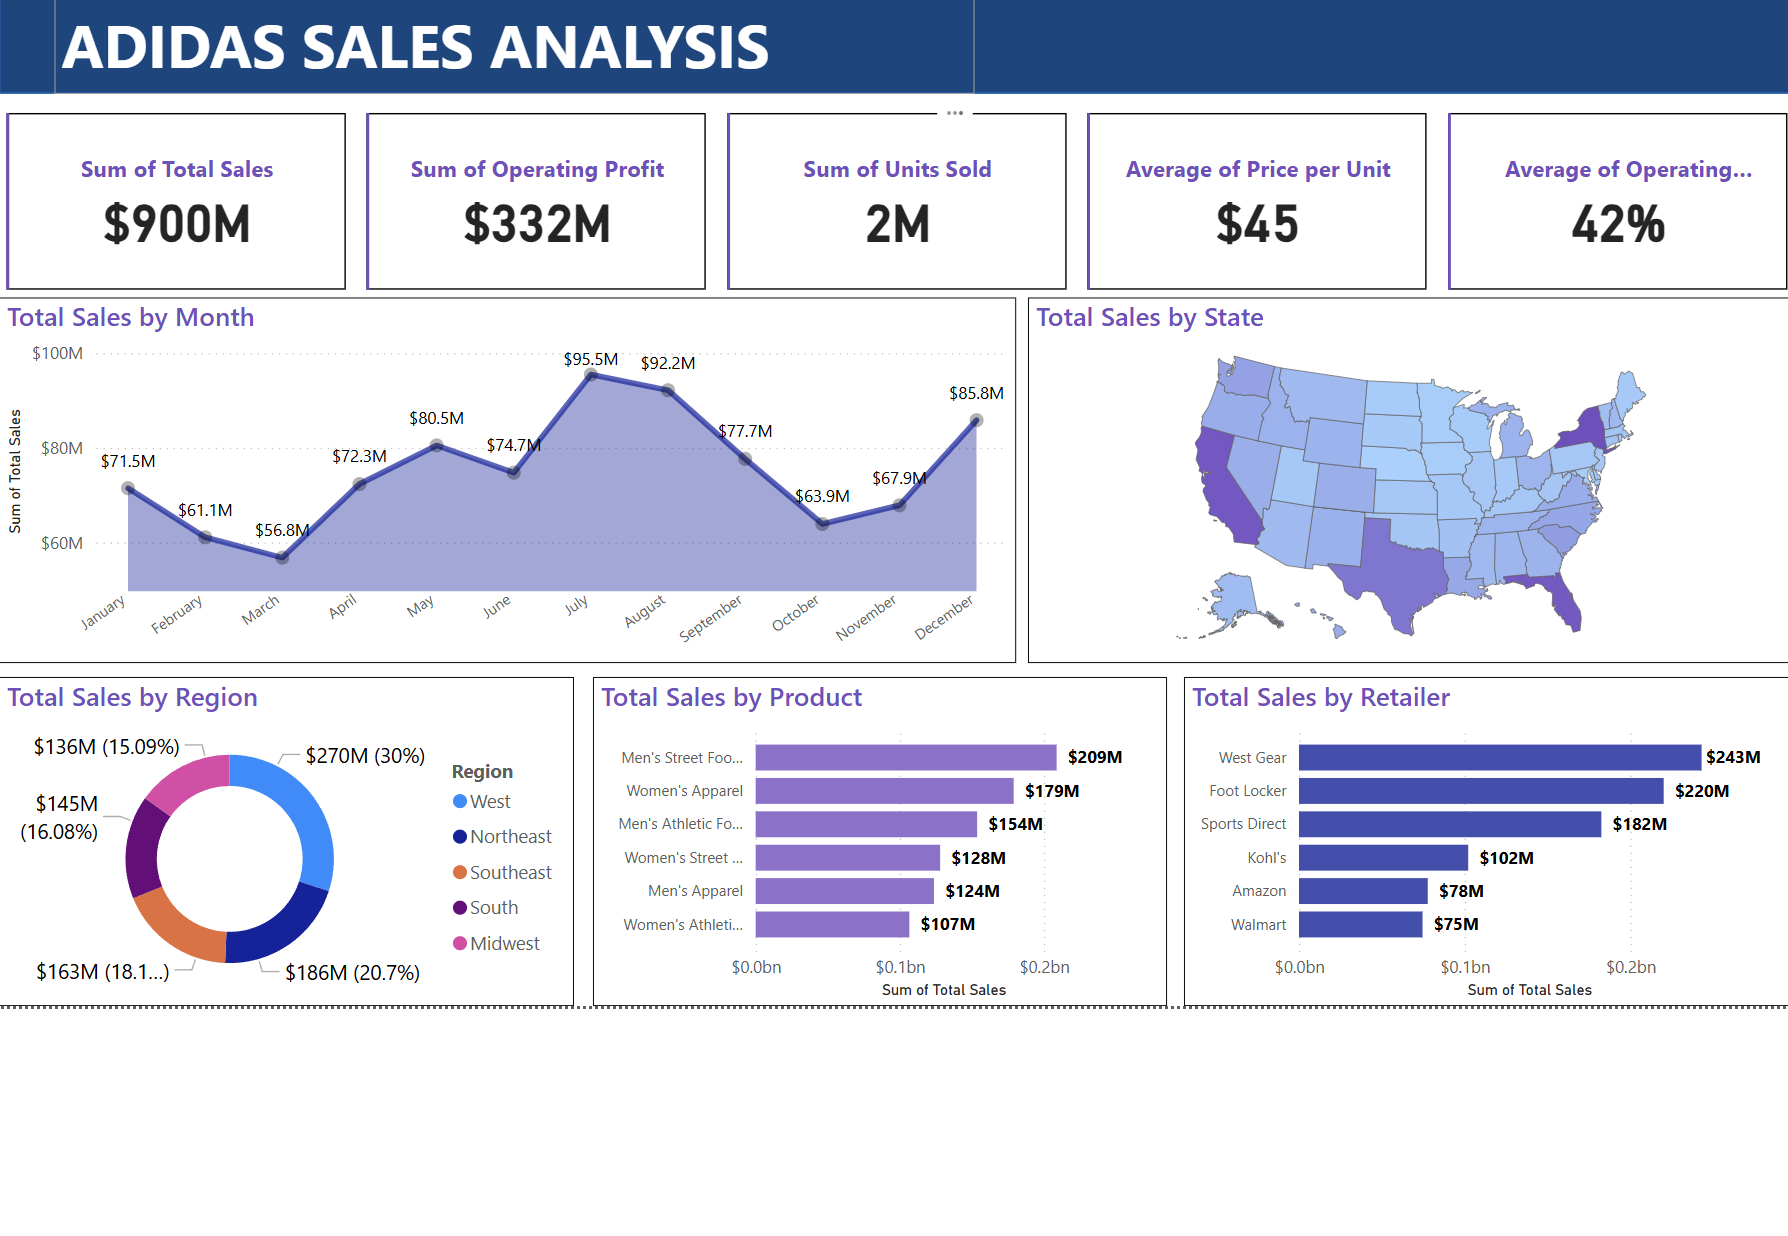 ADIDAS SALES ANALYSIS
Sum of Total Sales
$900M
Sum of Operating Profit
$332M
Sum of Units Sold
2M
Average of Price per Unit
$45
Average of Operating...
42%
Total Sales by Month
Sum of Total Sales
$100M
$80M
$60M
$71.5M
$61.1M
$56.8M
$72.3M
$80.5M
$74.7M
$95.5M
$92.2M
$77.7M
$63.9M
$67.9M
$85.8M
January
February
March
April
May
June
July
August
September
October
November
December
Total Sales by State
Total Sales by Region
$136M (15.09%)
$270M (30%)
$145M
(16.08%)
$163M (18.1...)
$186M (20.7%)
Region
West
Northeast
Southeast
South
Midwest
Total Sales by Product
Men's Street Foo...
$209M
Women's Apparel
$179M
Men's Athletic Fo...
$154M
Women's Street ...
$128M
Men's Apparel
$124M
Women's Athleti...
$107M
$0.0bn
$0.1bn
$0.2bn
Sum of Total Sales
Total Sales by Retailer
West Gear
$243M
Foot Locker
$220M
Sports Direct
$182M
Kohl's
$102M
Amazon
$78M
Walmart
$75M
$0.0bn
$0.1bn
$0.2bn
Sum of Total Sales